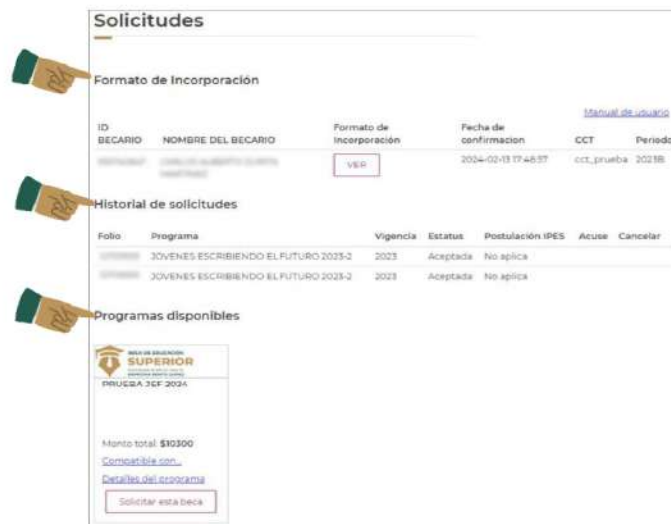 Solicitudes
Formato de Incorporación
Manual de usuario
ID BECARIO NOMBRE DEL BECARIO Formato de Incorporación Fecha de confirmacion CCT Periodo
VER 2024-02-13 17:48:57 cct_prueba 2023B
Historial de solicitudes
Folio Programa Vigencia Estatus Postulación IPES Acuse Cancelar
JOVENES ESCRIBIENDO EL FUTURO 2023-2 2023 Aceptada No aplica
JOVENES ESCRIBIENDO EL FUTURO 2023-2 2023 Aceptada No aplica
Programas disponibles
BECA DE EDUCACIÓN
SUPERIOR
PRUEBA JEF 2024
Monto total: $10300
Compatible con...
Detalles del programa
Solicitar esta beca